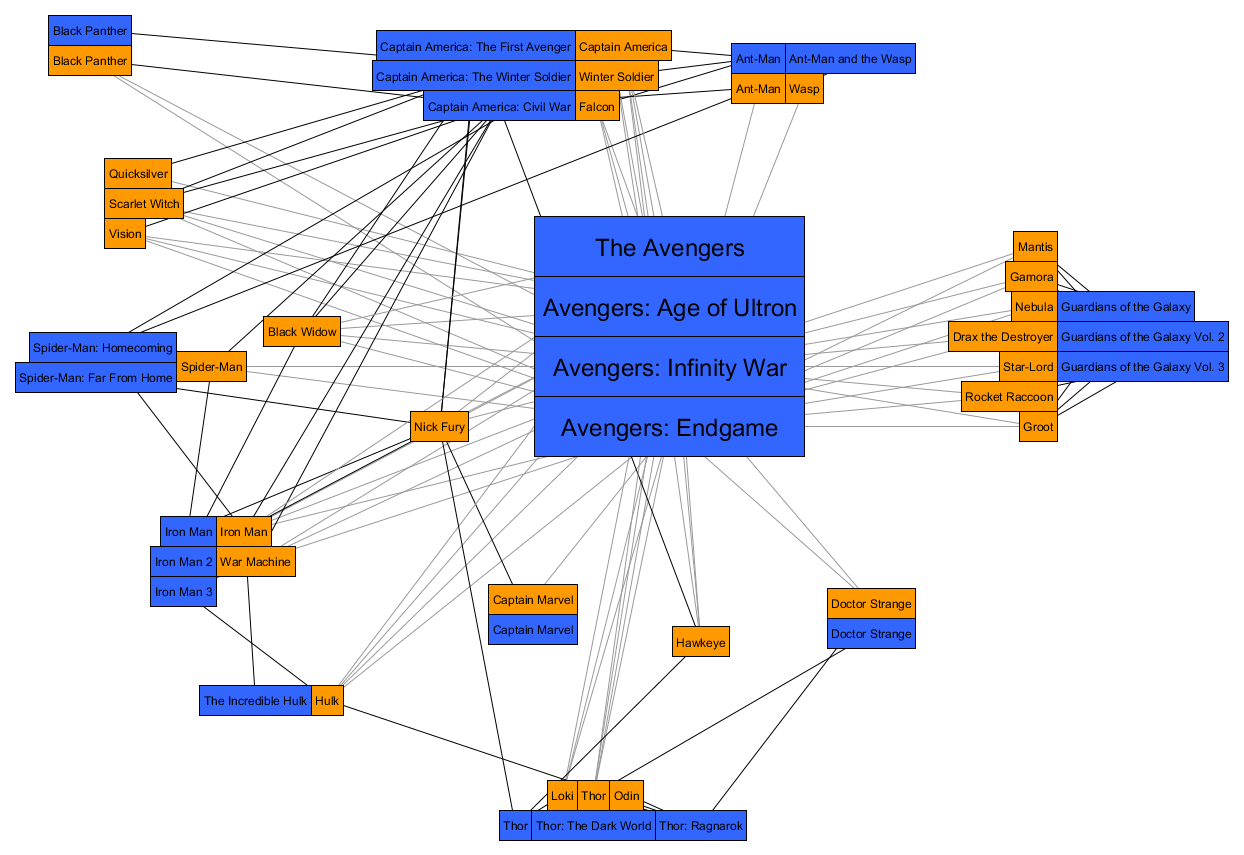 Black Panther
Black Panther
Captain America: The First Avenger Captain America
Captain America: The Winter Soldier Winter Soldier
Captain America: Civil War Falcon
Ant-Man Ant-Man and the Wasp
Ant-Man Wasp
Quicksilver
Scarlet Witch
Vision
The Avengers
Avengers: Age of Ultron
Avengers: Infinity War
Avengers: Endgame
Mantis
Gamora
Nebula Guardians of the Galaxy
Drax the Destroyer Guardians of the Galaxy Vol. 2
Star-Lord Guardians of the Galaxy Vol. 3
Rocket Raccoon
Groot
Black Widow
Spider-Man: Homecoming
Spider-Man
Spider-Man: Far From Home
Nick Fury
Iron Man Iron Man
Iron Man 2 War Machine
Iron Man 3
Captain Marvel
Captain Marvel
Hawkeye
Doctor Strange
Doctor Strange
The Incredible Hulk Hulk
Loki Thor Odin
Thor Thor: The Dark World Thor: Ragnarok